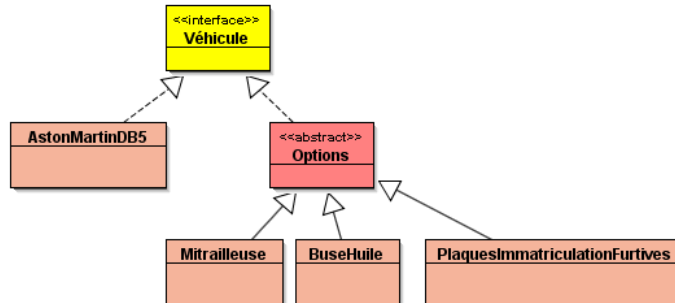 <<interface>>
Véhicule
AstonMartinDB5
<<abstract>>
Options
Mitrailleuse
BuseHuile
PlaquesImmatriculationFurtives